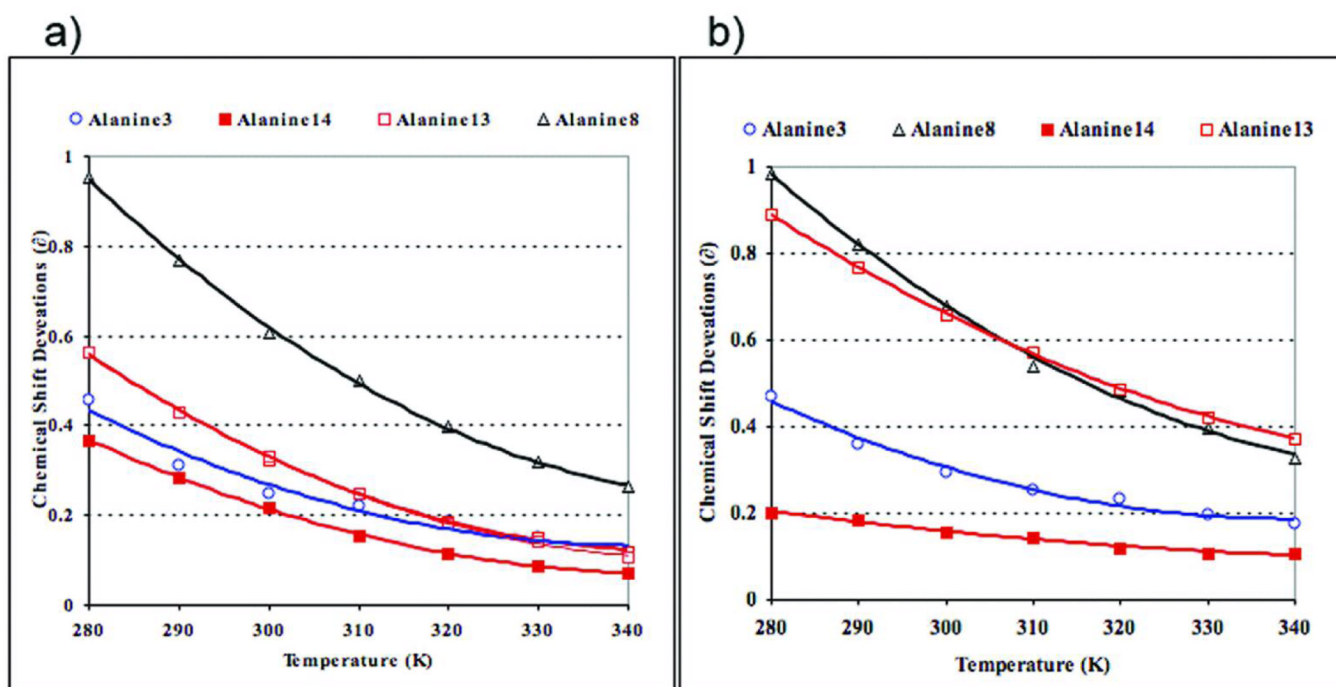 a)
Alanine3 Alanine14 Alanine13 Alanine8
1
0.8
0.6
0.4
0.2
0
280 290 300 310 320 330 340
Chemical Shift Deveations (∂)
Temperature (K)
b)
Alanine3 Alanine8 Alanine14 Alanine13
1
0.8
0.6
0.4
0.2
0
280 290 300 310 320 330 340
Chemical Shift Deveations (∂)
Temperature (K)